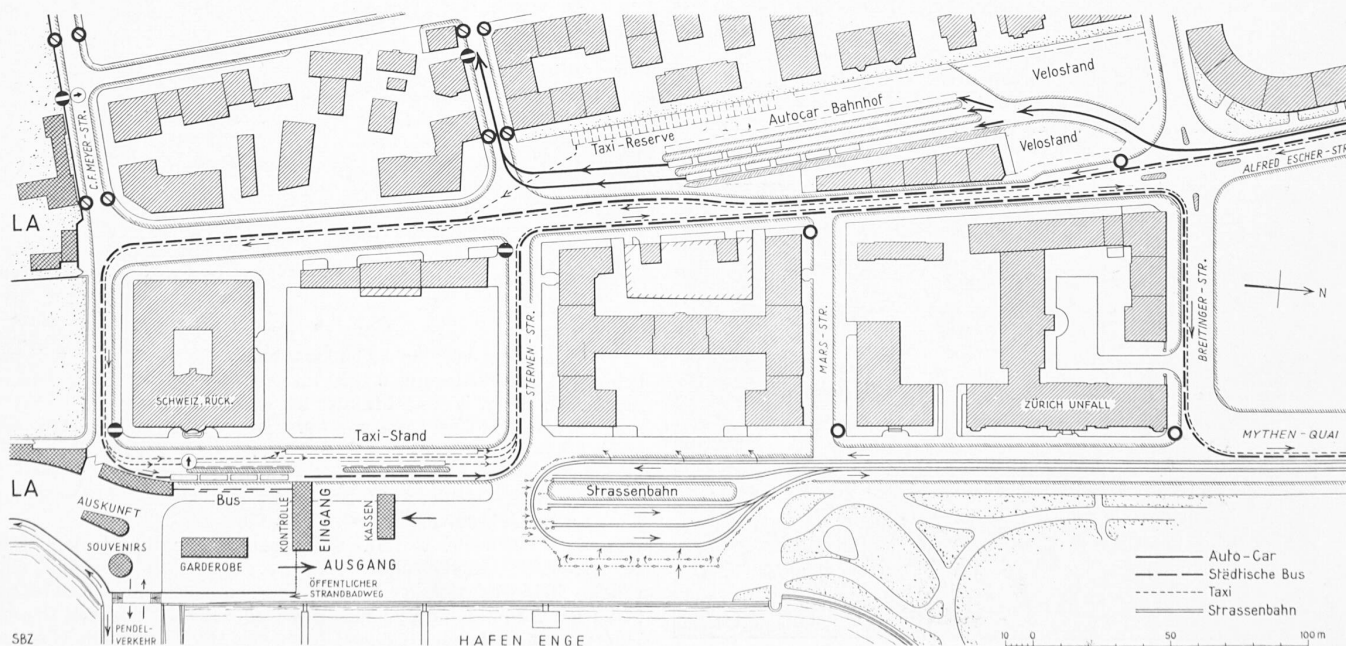 Velostand
Autocar-Bahnhof
Taxi-Reserve
Velostand
C.F. MEYER-STR.
ALFRED ESCHER-STR
LA
N
STERNEN-STR.
MARS-STR.
BREITINGER-STR.
SCHWEIZ. RÜCK.
ZÜRICH UNFALL
Taxi-Stand
MYTHEN-QUAI
LA
Bus
Strassenbahn
AUSKUNFT
KONTROLLE
EINGANG
KASSEN
SOUVENIRS
GARDEROBE
AUSGANG
ÖFFENTLICHER
STRANDBADWEG
Auto-Car
Städtische Bus
Taxi
Strassenbahn
PENDEL-
VERKEHR
SBZ
HAFEN ENGE
10 0 50 100 m